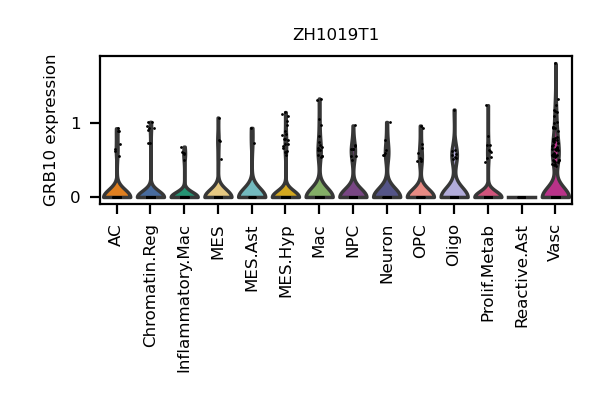 ZH1019T1
GRB10 expression
1
0
AC
Chromatin.Reg
Inflammatory.Mac
MES
MES.Ast
MES.Hyp
Mac
NPC
Neuron
OPC
Oligo
Prolif.Metab
Reactive.Ast
Vasc